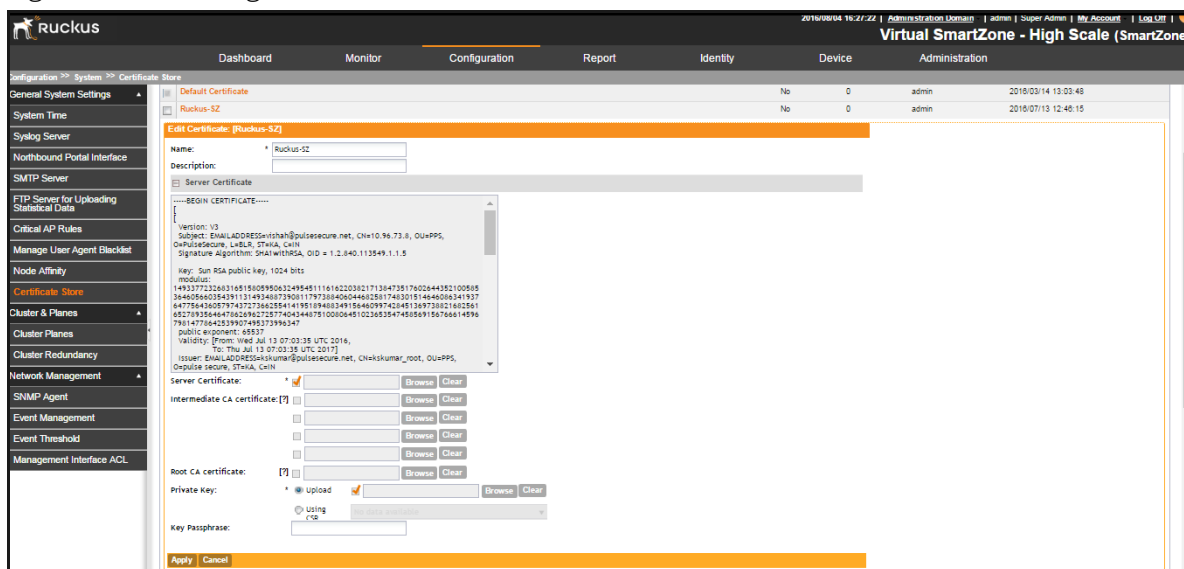 2016/08/04 16:27:22 | Administration Domain | admin | Super Admin | My Account | Log Off |
Ruckus
Virtual SmartZone - High Scale (SmartZone
Dashboard Monitor Configuration Report Identity Device Administration
Configuration >> System >> Certificate Store
General System Settings
System Time
Syslog Server
Northbound Portal Interface
SMTP Server
FTP Server for Uploading
Statistical Data
Critical AP Rules
Manage User Agent Blacklist
Node Affinity
Certificate Store
Cluster & Planes
Cluster Planes
Cluster Redundancy
Network Management
SNMP Agent
Event Management
Event Threshold
Management Interface ACL
Default Certificate No 0 admin 2016/03/14 13:03:48
Ruckus-SZ No 0 admin 2016/07/13 12:46:15
Edit Certificate: [Ruckus-SZ]
Name: * Ruckus-SZ
Description:
Server Certificate
-----BEGIN CERTIFICATE-----
[
[
Version: V3
Subject: EMAILADDRESS=vishah@pulsesecure.net, CN=10.96.73.8, OU=PPS,
O=PulseSecure, L=BLR, ST=KA, C=IN
Signature Algorithm: SHA1withRSA, OID = 1.2.840.113549.1.1.5
Key: Sun RSA public key, 1024 bits
modulus:
public exponent: 65537
Validity: [From: Wed Jul 13 07:03:35 UTC 2016,
To: Thu Jul 13 07:03:35 UTC 2017]
Issuer: EMAILADDRESS=kskumar@pulsesecure.net, CN=kskumar_root, OU=PPS,
O=pulse secure, ST=KA, C=IN
Server Certificate: * Browse Clear
Intermediate CA certificate:[?] Browse Clear
Browse Clear
Browse Clear
Browse Clear
Root CA certificate: [?] Browse Clear
Private Key: * Upload Browse Clear
Using
CSR No data available
Key Passphrase:
Apply Cancel